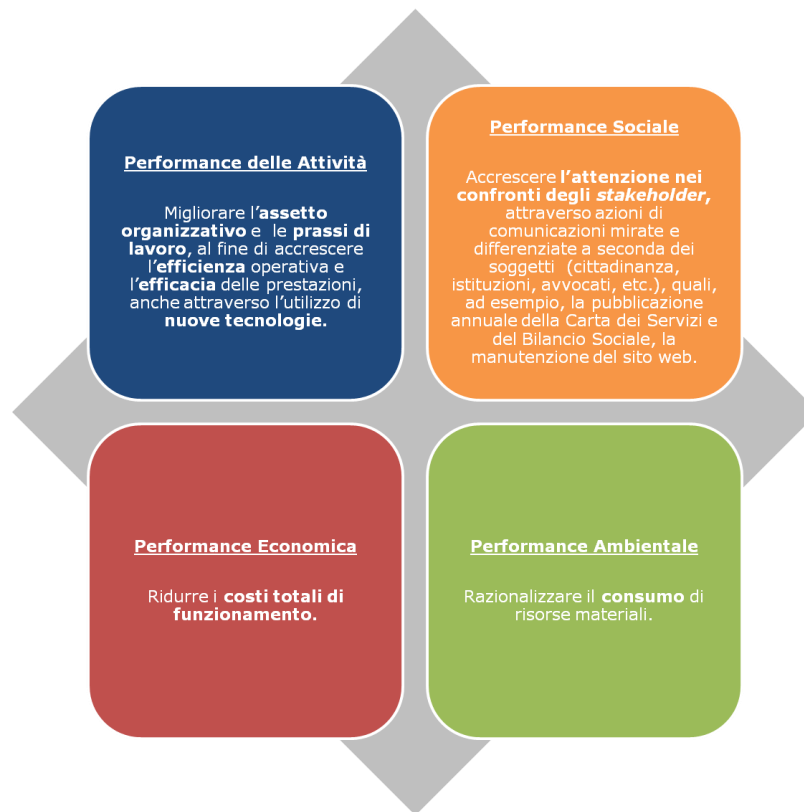 Performance delle Attività
Migliorare l'assetto
organizzativo e le prassi di
lavoro, al fine di accrescere
l'efficienza operativa e
l'efficacia delle prestazioni,
anche attraverso l'utilizzo di
nuove tecnologie.
Performance Sociale
Accrescere l'attenzione nei
confronti degli stakeholder,
attraverso azioni di
comunicazioni mirate e
differenziate a seconda dei
soggetti (cittadinanza,
istituzioni, avvocati, etc.), quali,
ad esempio, la pubblicazione
annuale della Carta dei Servizi e
del Bilancio Sociale, la
manutenzione del sito web.
Performance Economica
Ridurre i costi totali di
funzionamento.
Performance Ambientale
Razionalizzare il consumo di
risorse materiali.